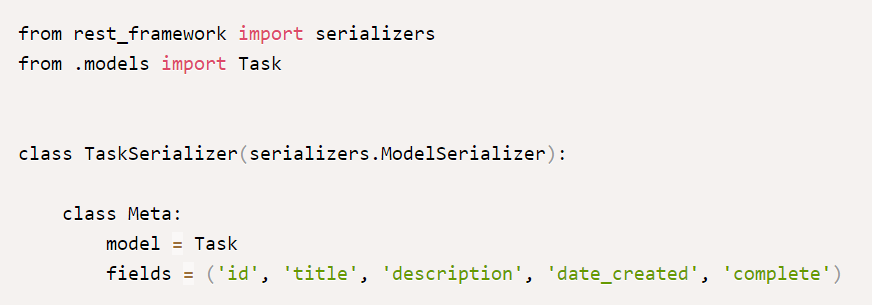 from rest_framework import serializers
from .models import Task
class TaskSerializer(serializers.ModelSerializer):
class Meta:
model = Task
fields = ('id', 'title', 'description', 'date_created', 'complete')